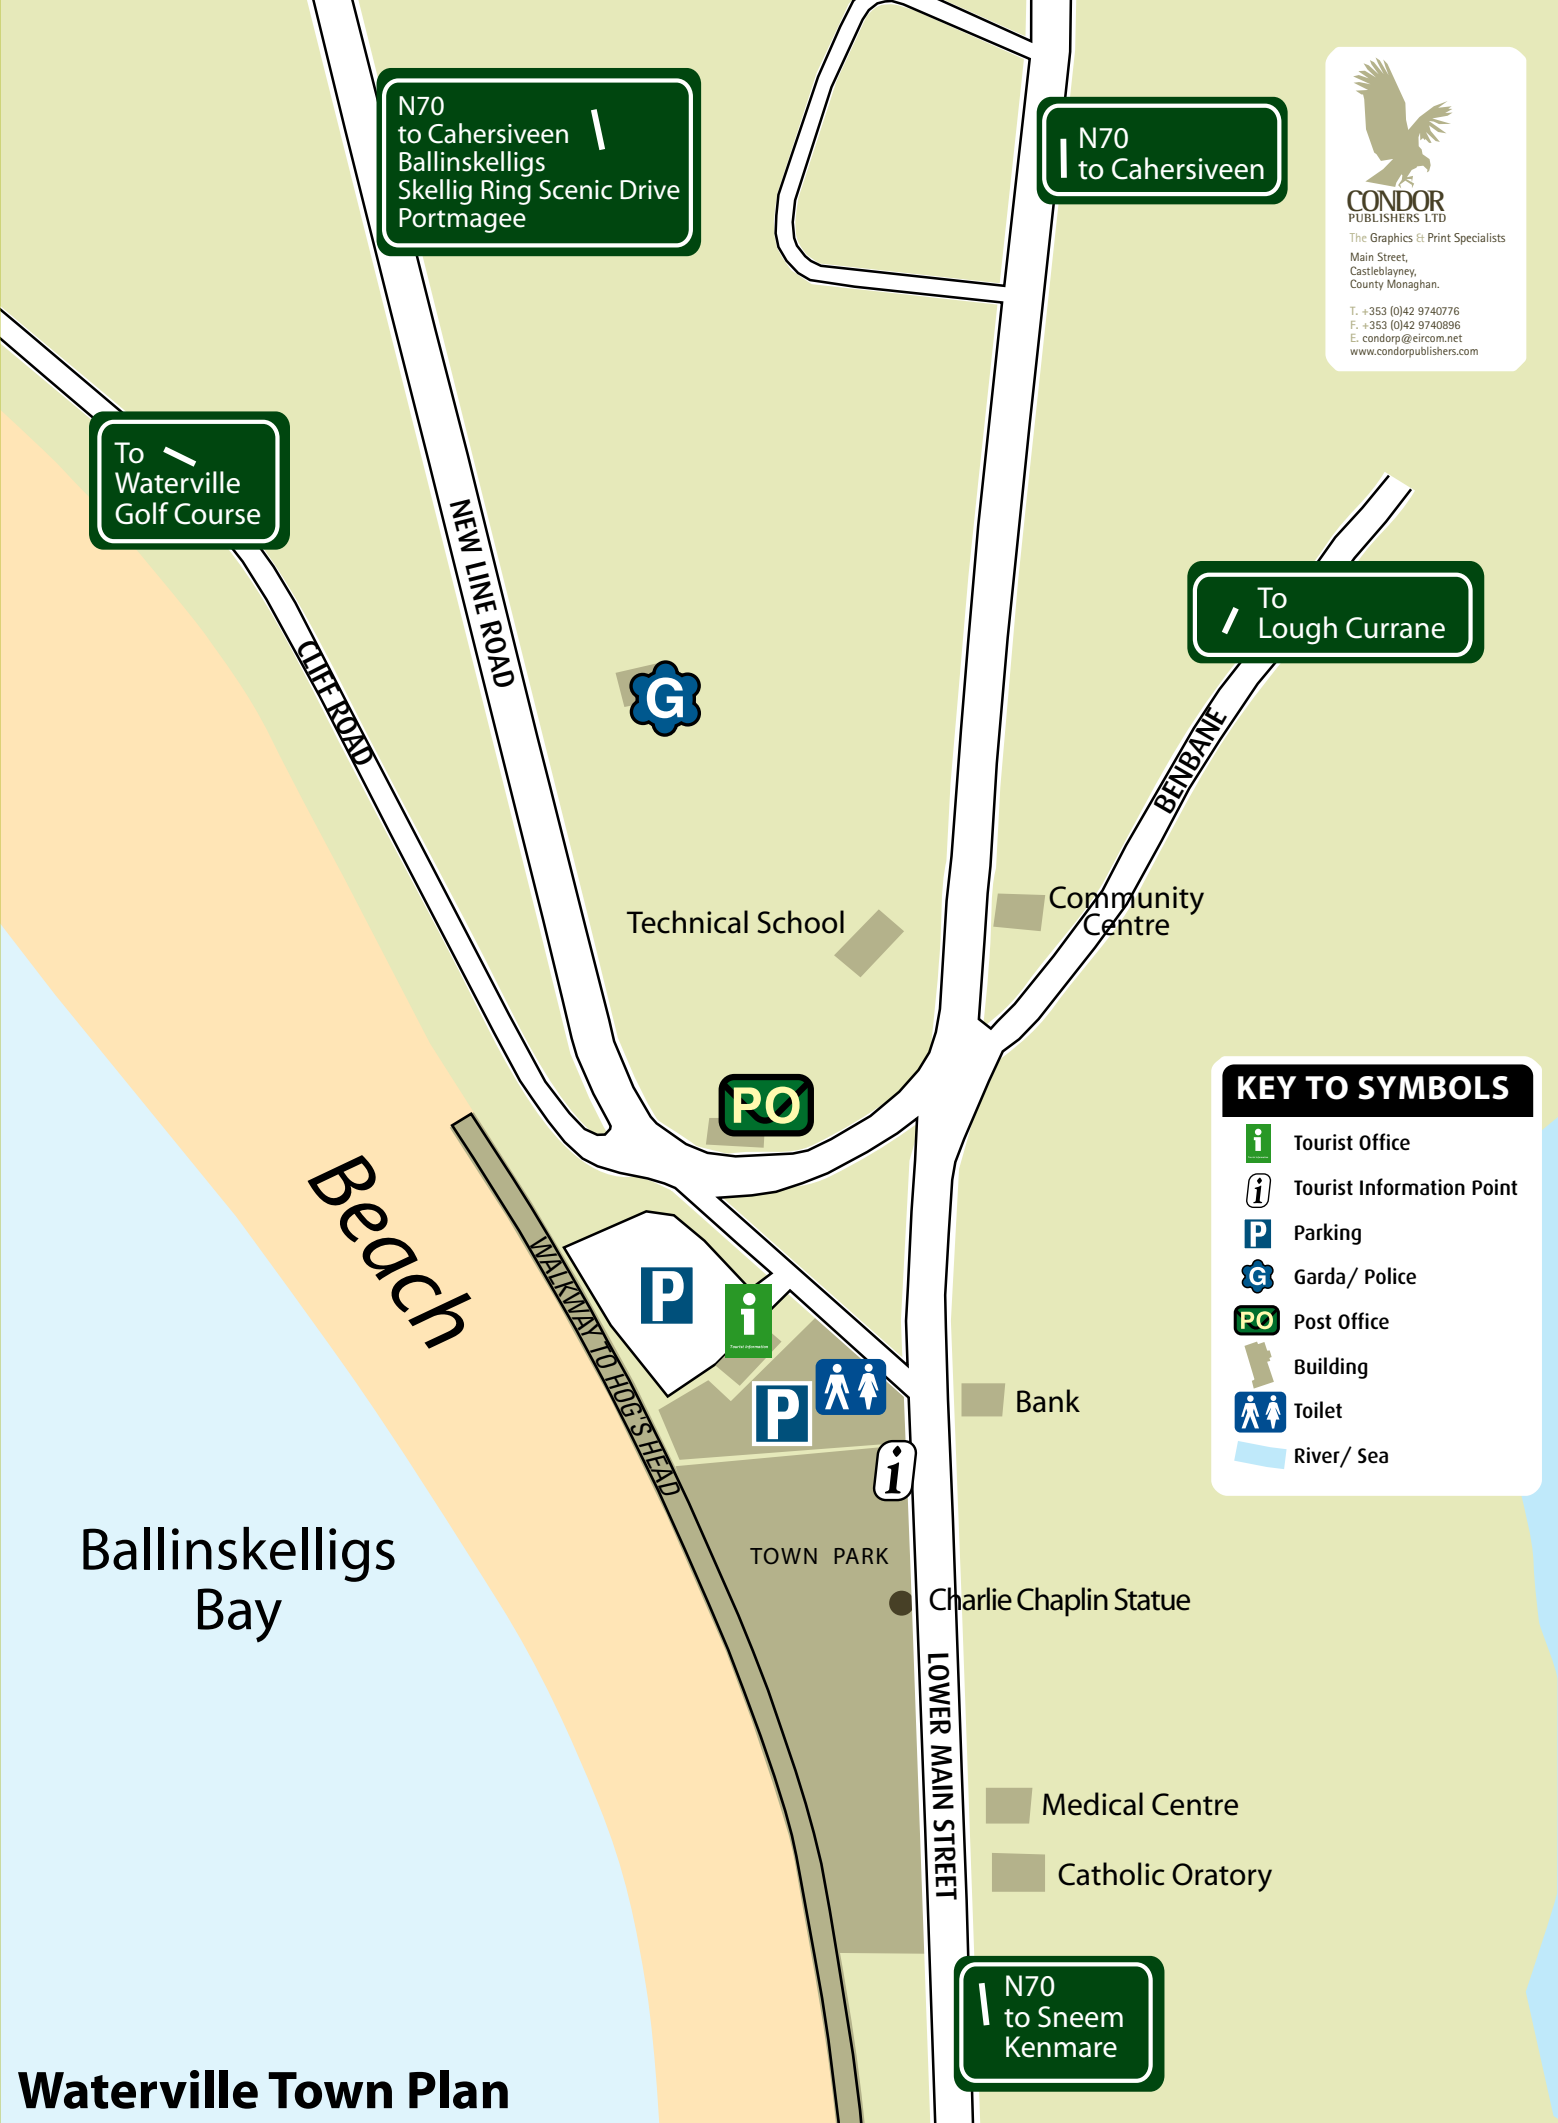 N70
to Cahersiveen
Ballinskelligs
Skellig Ring Scenic Drive
Portmagee
N70
to Cahersiveen
CONDOR
PUBLISHERS LTD
The Graphics & Print Specialists
Main Street,
Castleblayney,
County Monaghan.
T. +353 (0)42 9740776
F. +353 (0)42 9740896
E. condorp@eircom.net
www.condorpublishers.com
To
Waterville
Golf Course
NEW LINE ROAD
CLIFF ROAD
G
To
Lough Currane
BENBANE
Technical School
Community
Centre
PO
KEY TO SYMBOLS
i
Tourist Office
i
Tourist Information Point
P
Parking
G
Garda/ Police
PO
Post Office
Building
Toilet
River/ Sea
Beach
WALKWAY TO HOG'S HEAD
P
i
Tourist Information
P
Bank
i
Ballinskelligs
Bay
TOWN PARK
Charlie Chaplin Statue
LOWER MAIN STREET
Medical Centre
Catholic Oratory
N70
to Sneem
Kenmare
Waterville Town Plan